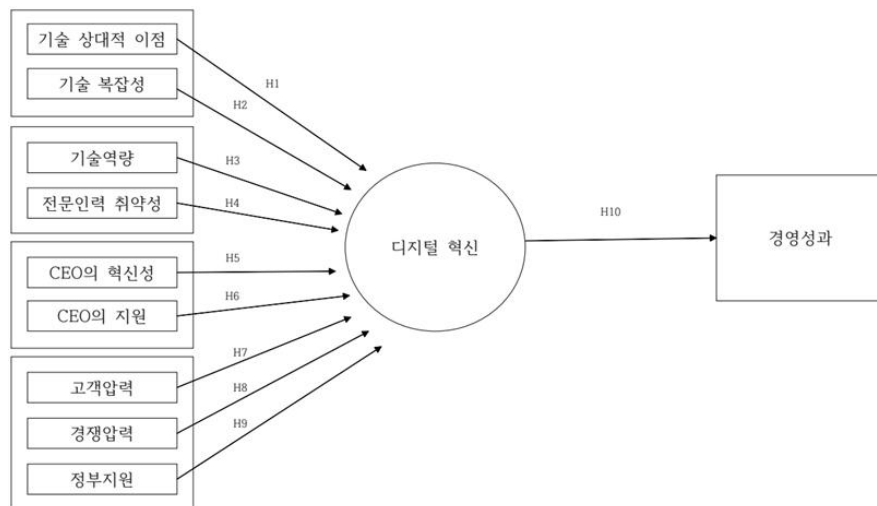 기술 상대적 이점
H1
기술 복잡성
H2
기술역량
H3
전문인력 취약성
H4
H10
디지털 혁신
경영성과
CEO의 혁신성
H5
CEO의 지원
H6
고객압력
H7
경쟁압력
H8
정부지원
H9